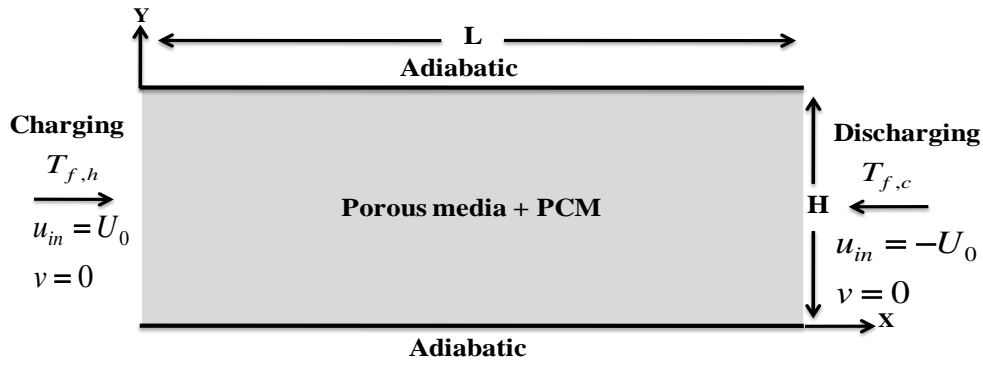 Y
L
Adiabatic
Charging
T_{f,h}
u_{in} = U_0
v = 0
Porous media + PCM
H
Discharging
T_{f,c}
u_{in} = -U_0
v = 0
X
Adiabatic